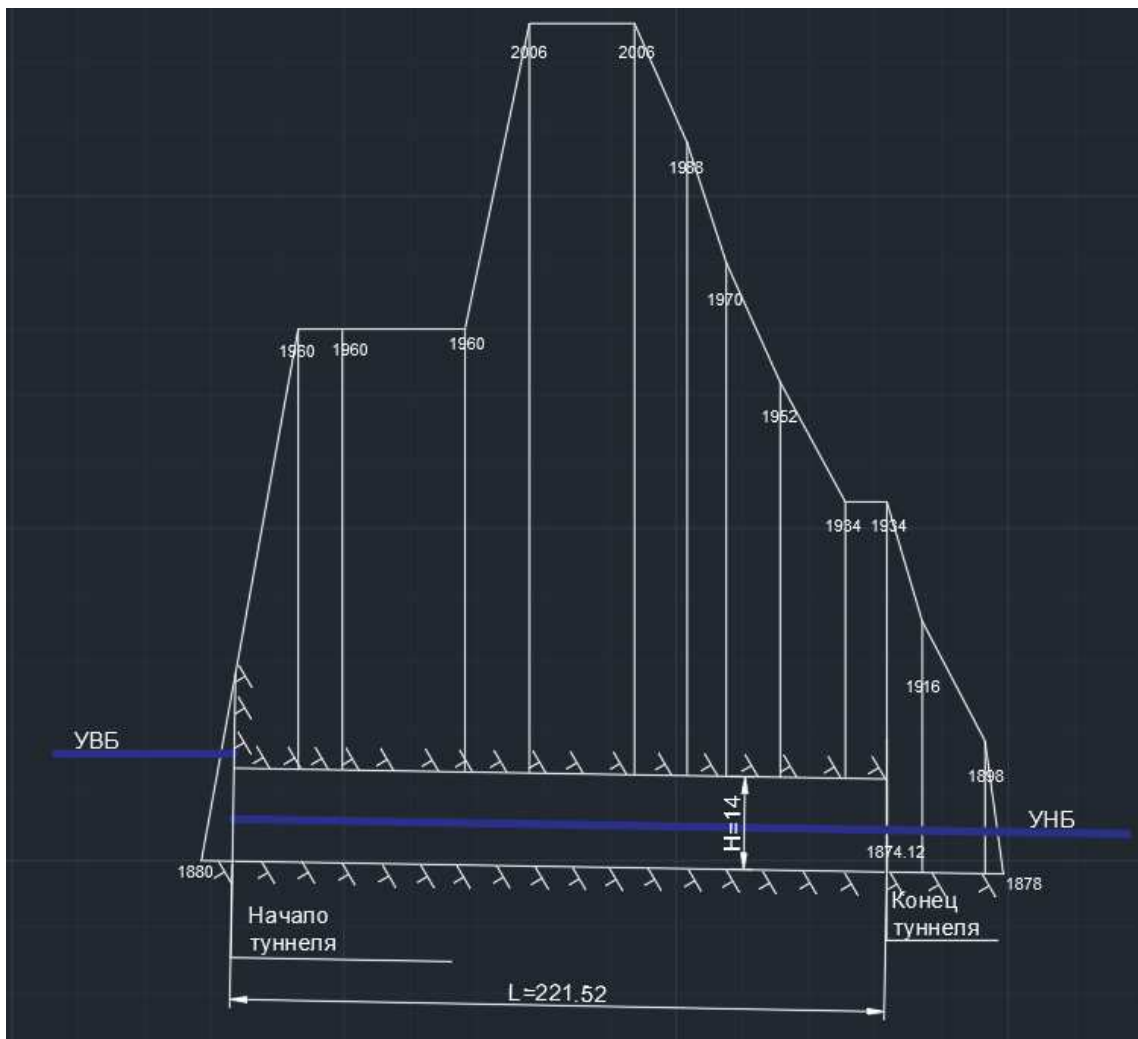 2006 2006
1988
1970
1960 1960 1960
1952
1934 1934
1916
УВБ
1898
H=14
УНБ
1874.12
1880
1878
Начало
туннеля
Конец
туннеля
L=221.52